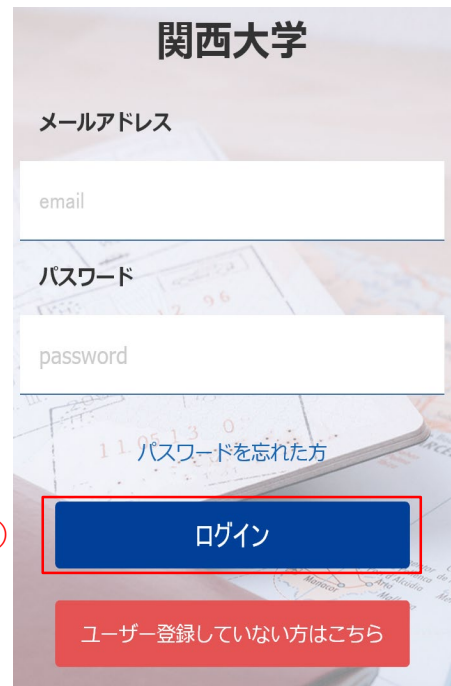 関西大学
メールアドレス
email
パスワード
password
パスワードを忘れた方
ログイン
ユーザー登録していない方はこちら